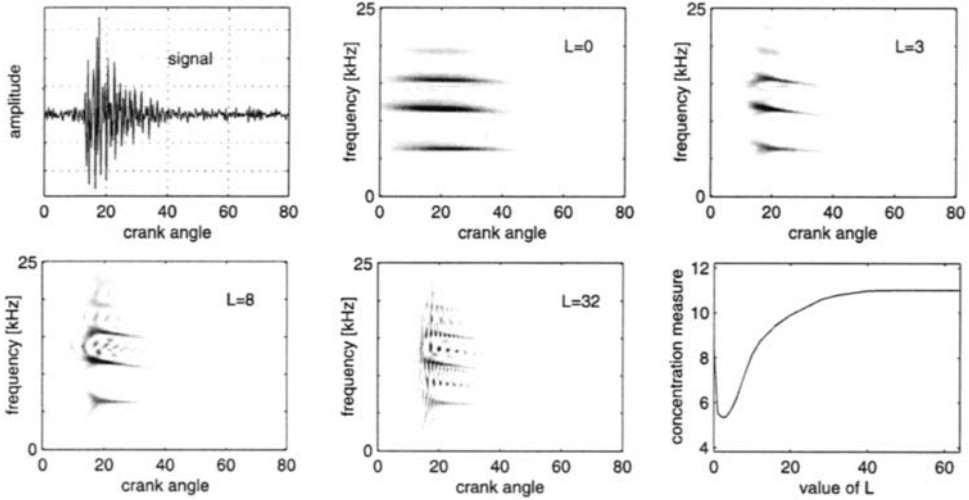 amplitude
signal
0 20 40 60 80
crank angle
frequency [kHz]
25
0
L=0
0 20 40 60 80
crank angle
frequency [kHz]
25
0
L=3
0 20 40 60 80
crank angle
frequency [kHz]
25
0
L=8
0 20 40 60 80
crank angle
frequency [kHz]
25
0
L=32
0 20 40 60 80
crank angle
concentration measure
12
10
8
6
4
0 20 40 60
value of L